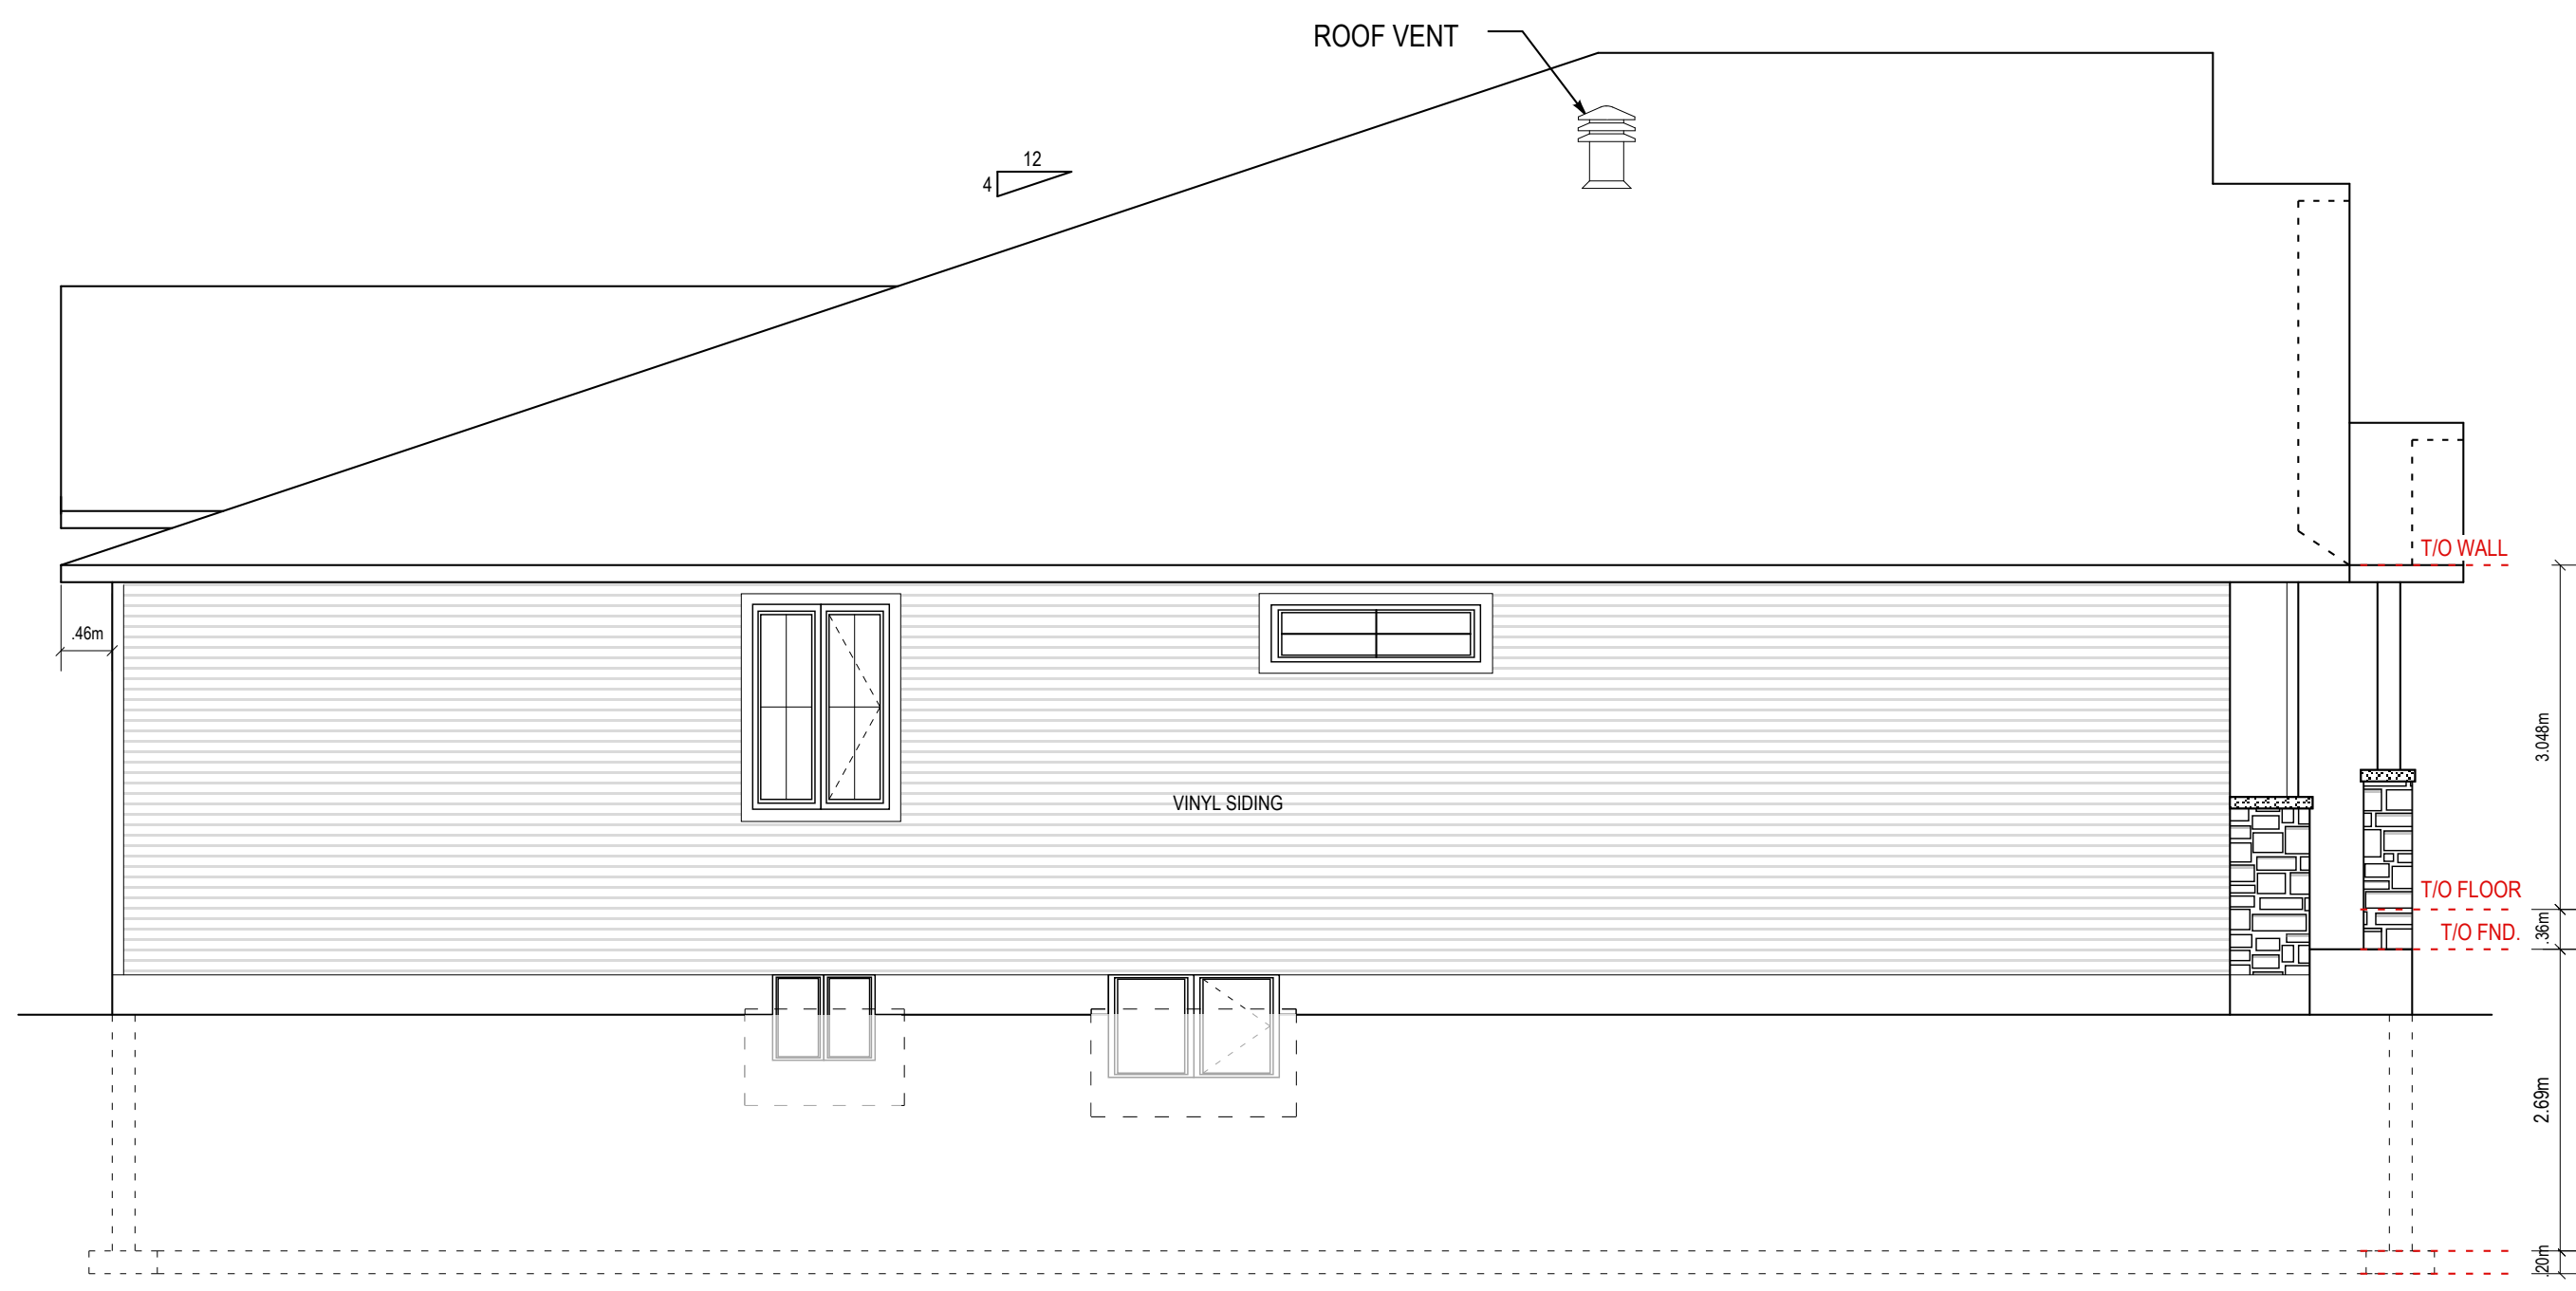 ROOF VENT
12
4
T/O WALL
.46m
3.048m
VINYL SIDING
T/O FLOOR
T/O FND.
.36m
2.69m
.20m